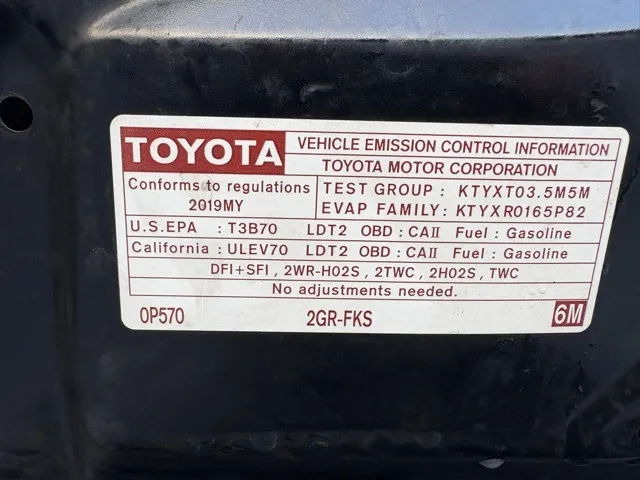 TOYOTA
VEHICLE EMISSION CONTROL INFORMATION
TOYOTA MOTOR CORPORATION
Conforms to regulations
2019MY
TEST GROUP : KTYXT03.5M5M
EVAP FAMILY: KTYXR0165P82
U.S.EPA : T3B70 LDT2 OBD : CAII Fuel : Gasoline
California : ULEV70 LDT2 OBD : CAII Fuel : Gasoline
DFI+SFI , 2WR-HO2S , 2TWC , 2HO2S , TWC
No adjustments needed.
0P570 2GR-FKS 6M